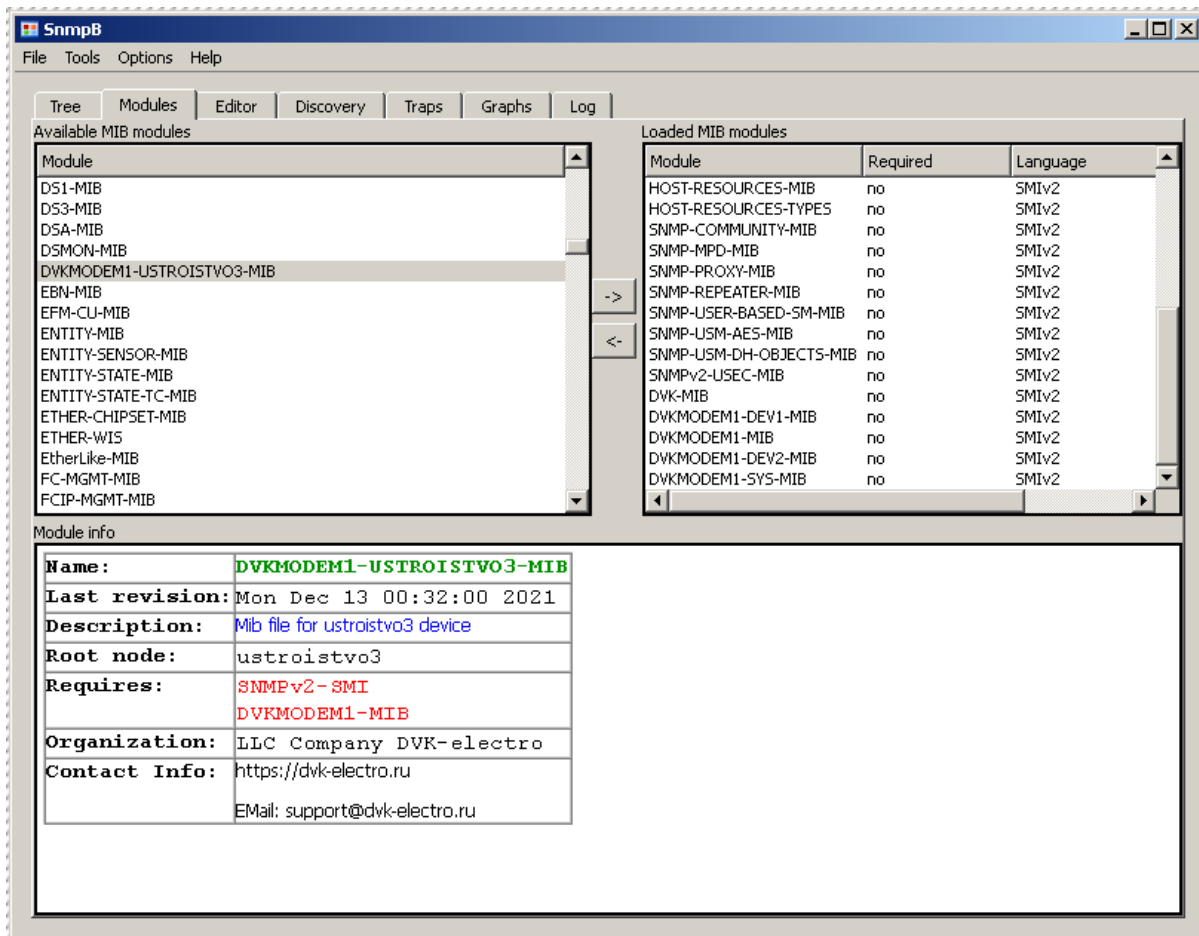 SnmpB
File Tools Options Help
Tree Modules Editor Discovery Traps Graphs Log
Available MIB modules
Module
DS1-MIB
DS3-MIB
DSA-MIB
DSMON-MIB
DVKMODEM1-USTROISTVO3-MIB
EBN-MIB
EFM-CU-MIB
ENTITY-MIB
ENTITY-SENSOR-MIB
ENTITY-STATE-MIB
ENTITY-STATE-TC-MIB
ETHER-CHIPSET-MIB
ETHER-WIS
EtherLike-MIB
FC-MGMT-MIB
FCIP-MGMT-MIB
->
<-
Loaded MIB modules
Module Required Language
HOST-RESOURCES-MIB no SMIv2
HOST-RESOURCES-TYPES no SMIv2
SNMP-COMMUNITY-MIB no SMIv2
SNMP-MPD-MIB no SMIv2
SNMP-PROXY-MIB no SMIv2
SNMP-REPEATER-MIB no SMIv2
SNMP-USER-BASED-SM-MIB no SMIv2
SNMP-USM-AES-MIB no SMIv2
SNMP-USM-DH-OBJECTS-MIB no SMIv2
SNMPv2-USEC-MIB no SMIv2
DVK-MIB no SMIv2
DVKMODEM1-DEV1-MIB no SMIv2
DVKMODEM1-MIB no SMIv2
DVKMODEM1-DEV2-MIB no SMIv2
DVKMODEM1-SYS-MIB no SMIv2
Module info
Name: DVKMODEM1-USTROISTVO3-MIB
Last revision: Mon Dec 13 00:32:00 2021
Description: Mib file for ustroistvo3 device
Root node: ustroistvo3
Requires: SNMPv2-SMI
DVKMODEM1-MIB
Organization: LLC Company DVK-electro
Contact Info: https://dvk-electro.ru
EMail: support@dvk-electro.ru